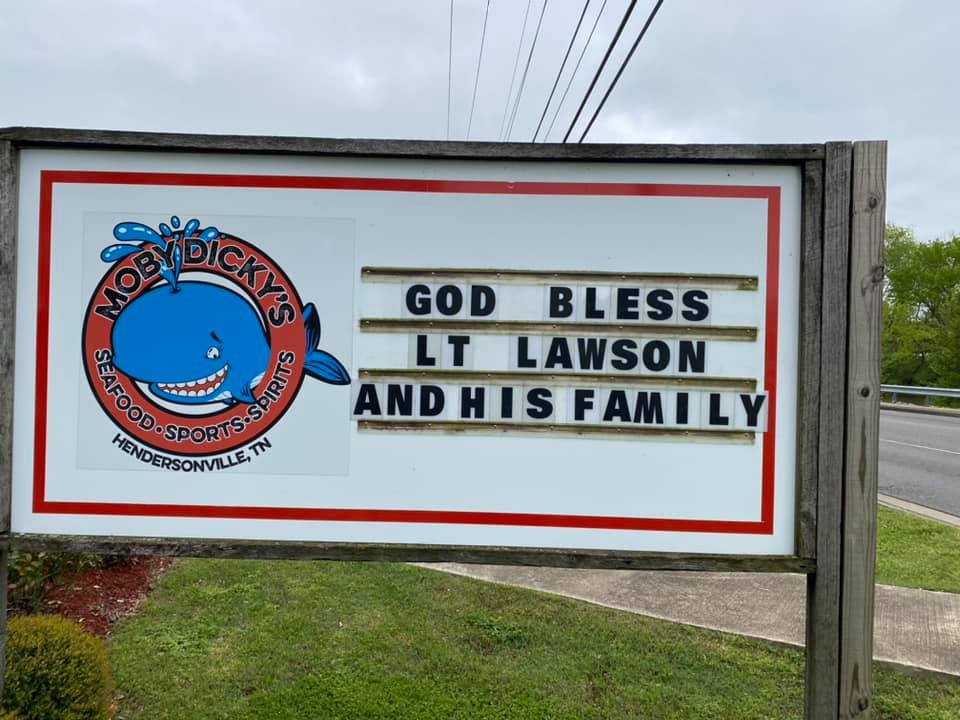 MOBY DICKY'S
SEAFOOD • SPORTS • SPIRITS
HENDERSONVILLE, TN
GOD BLESS
LT LAWSON
AND HIS FAMILY